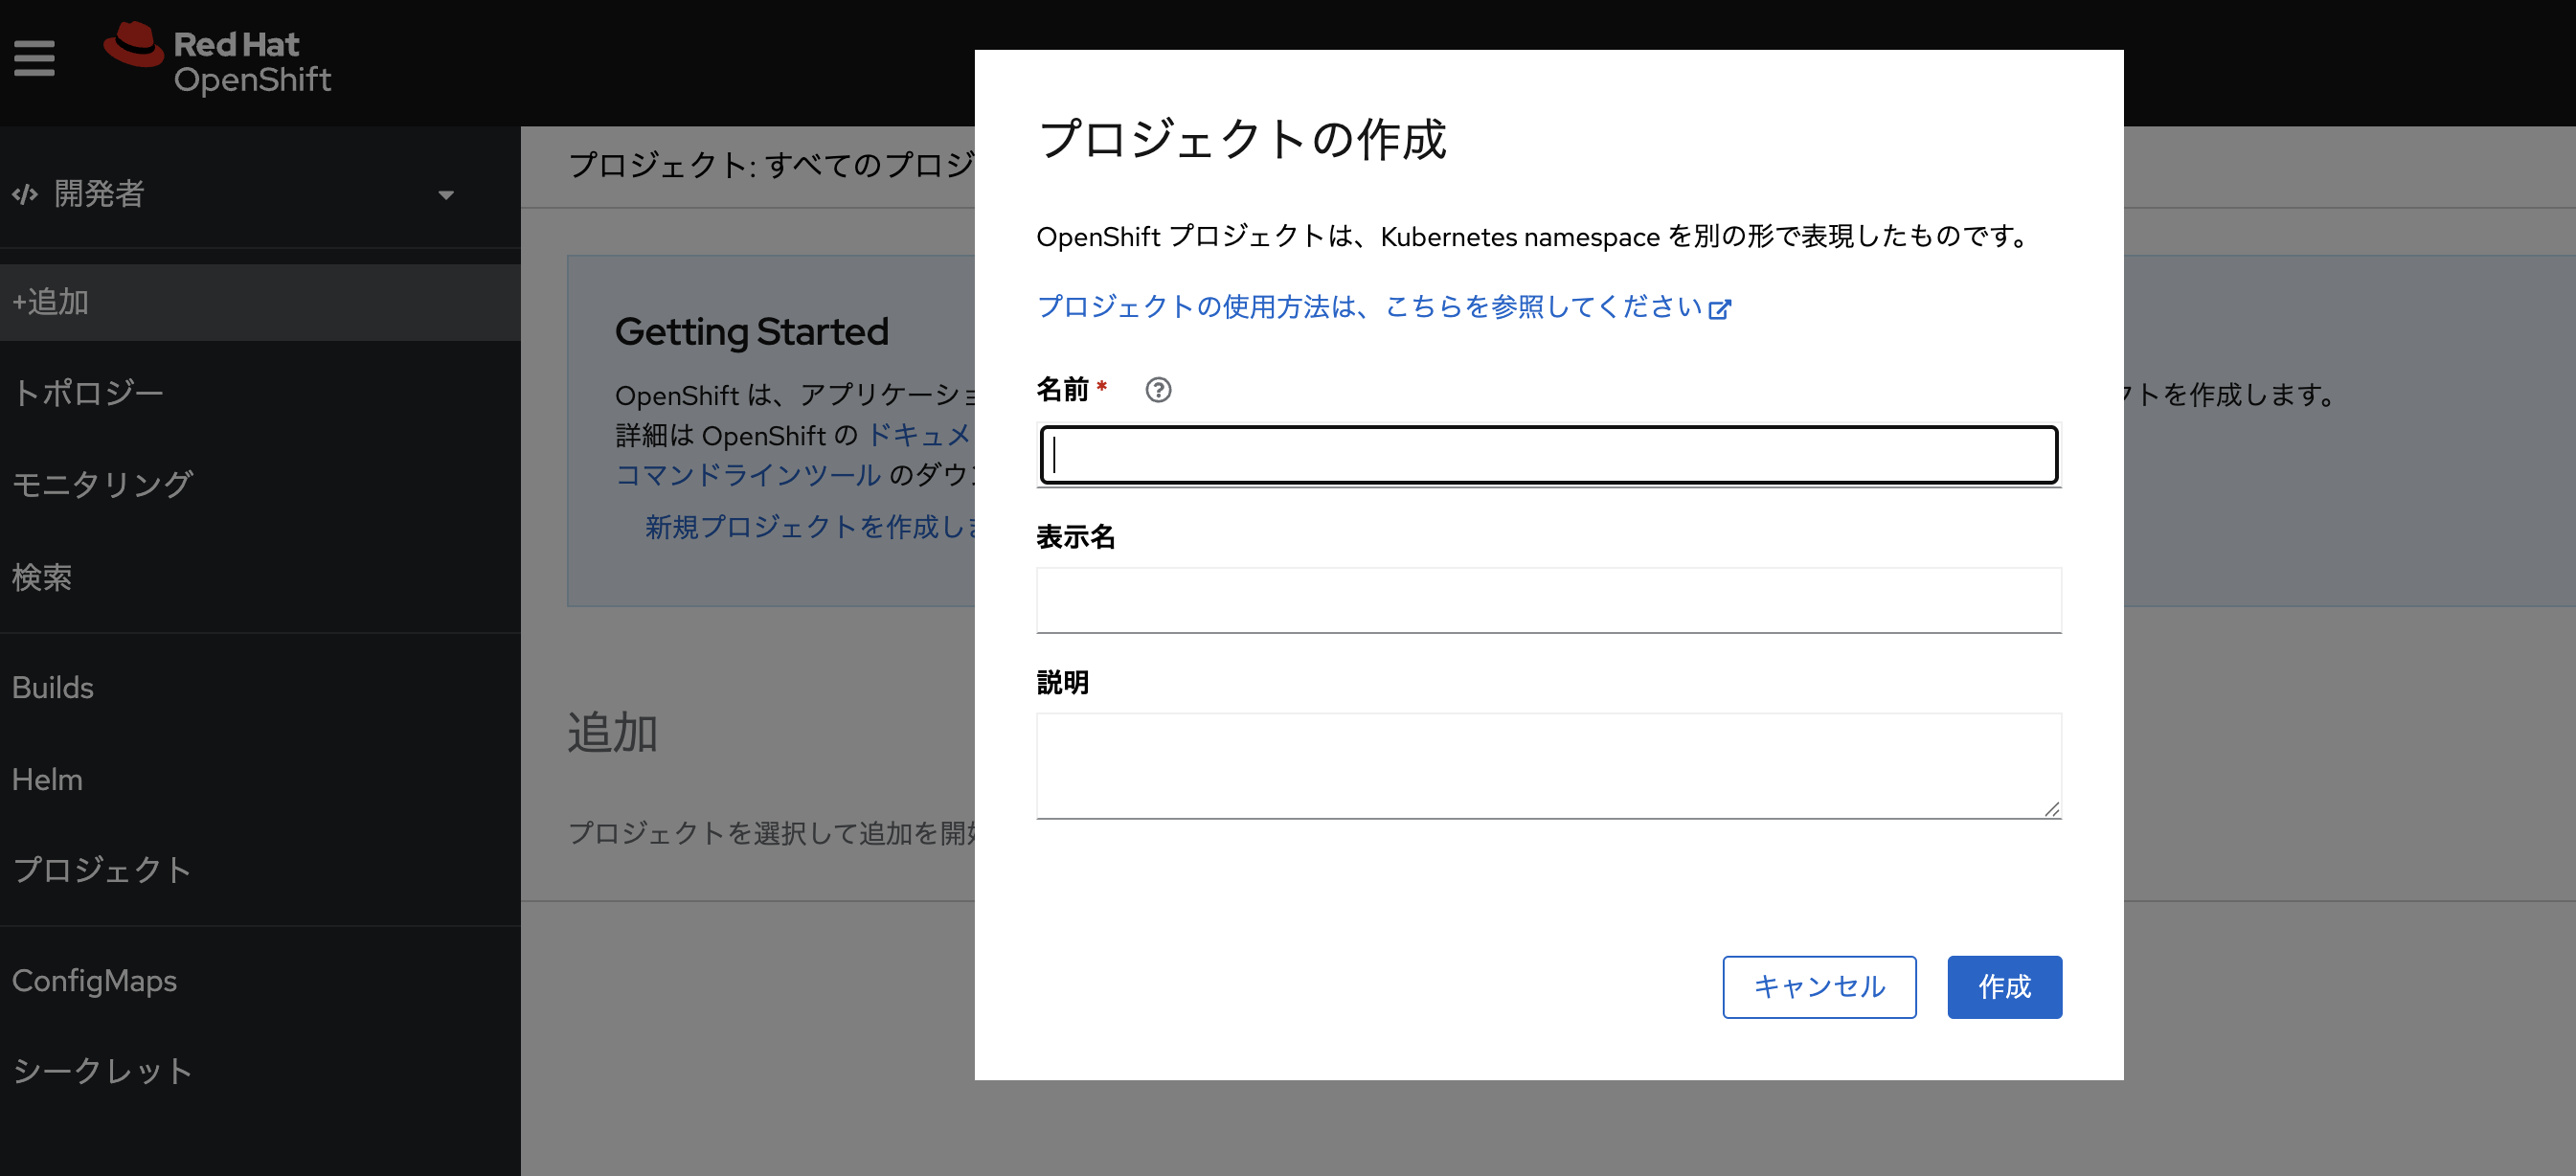 Red Hat
OpenShift
開発者
+追加
トポロジー
モニタリング
検索
Builds
Helm
プロジェクト
ConfigMaps
シークレット
プロジェクト: すべてのプロジ
Getting Started
OpenShift は、アプリケーショ
詳細は OpenShift の ドキュメ
コマンドラインツール のダウ
新規プロジェクトを作成しま
クトを作成します。
追加
プロジェクトを選択して追加を開始
プロジェクトの作成
OpenShift プロジェクトは、Kubernetes namespace を別の形で表現したものです。
プロジェクトの使用方法は、こちらを参照してください
名前 *
表示名
説明
キャンセル
作成